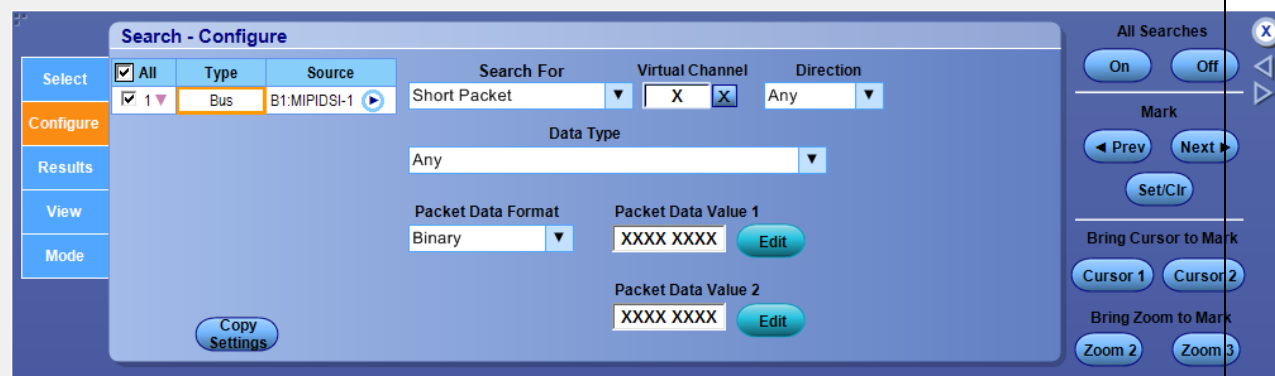 Search - Configure
All Searches
X
On
Off
Select
All
Type
Source
Search For
Virtual Channel
Direction
1
Bus
B1:MIPIDSI-1
Short Packet
X
X
Any
Configure
Data Type
Any
Mark
Prev
Next
Set/Clr
Results
View
Mode
Packet Data Format
Packet Data Value 1
Binary
XXXX XXXX
Edit
Packet Data Value 2
XXXX XXXX
Edit
Copy
Settings
Bring Cursor to Mark
Cursor 1
Cursor 2
Bring Zoom to Mark
Zoom 2
Zoom 3